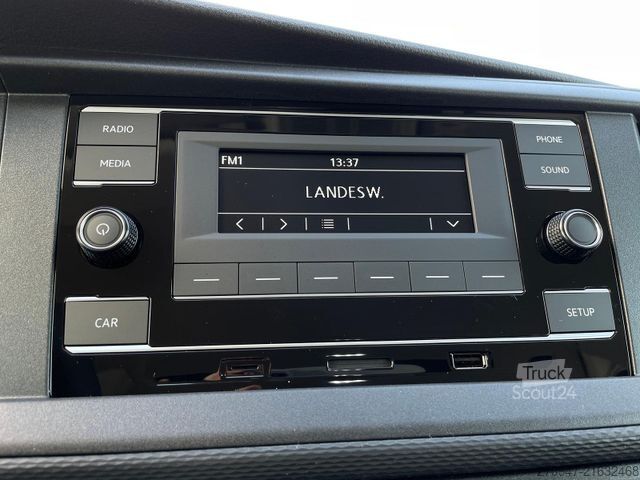 RADIO
MEDIA
FM1 13:37
LANDESW.
PHONE
SOUND
CAR
SETUP
Truck
Scout24